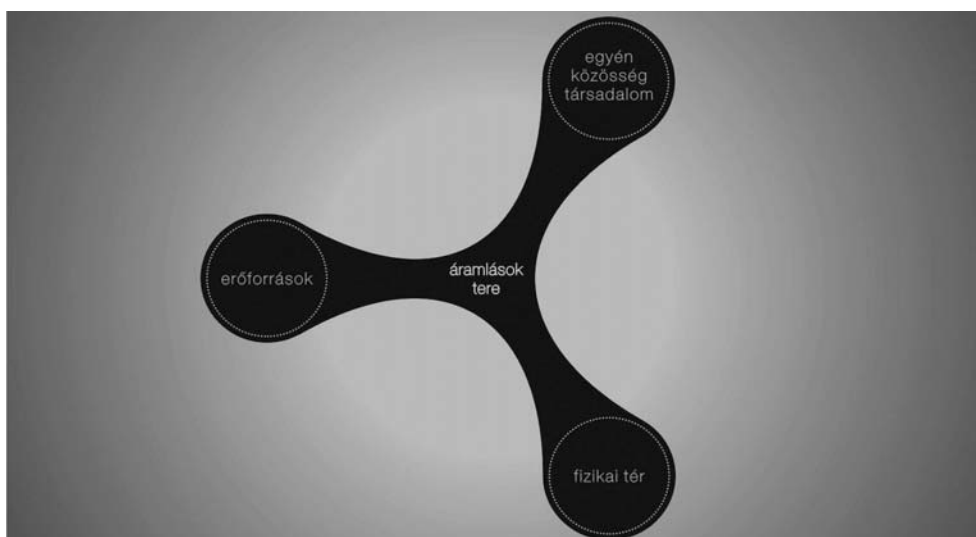 egyén
közösség
társadalom
erőforrások
áramlások
tere
fizikai tér